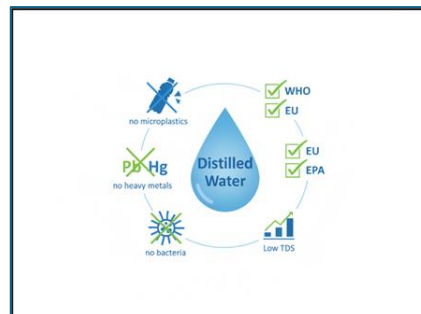 no microplastics
WHO
EU
Pb Hg
no heavy metals
Distilled
Water
EU
EPA
no bacteria
Low TDS